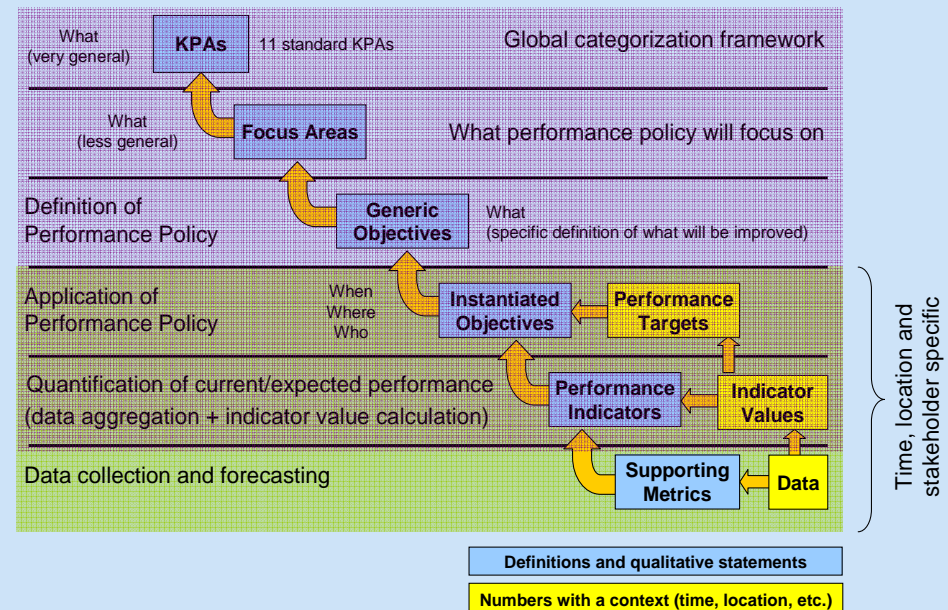 What
(very general)
KPAs
11 standard KPAs
Global categorization framework
What
(less general)
Focus Areas
What performance policy will focus on
Definition of
Performance Policy
Generic
Objectives
What
(specific definition of what will be improved)
Application of
Performance Policy
When
Where
Who
Instantiated
Objectives
Performance
Targets
Quantification of current/expected performance
(data aggregation + indicator value calculation)
Performance
Indicators
Indicator
Values
Data collection and forecasting
Supporting
Metrics
Data
Time, location and
stakeholder specific
Definitions and qualitative statements
Numbers with a context (time, location, etc.)